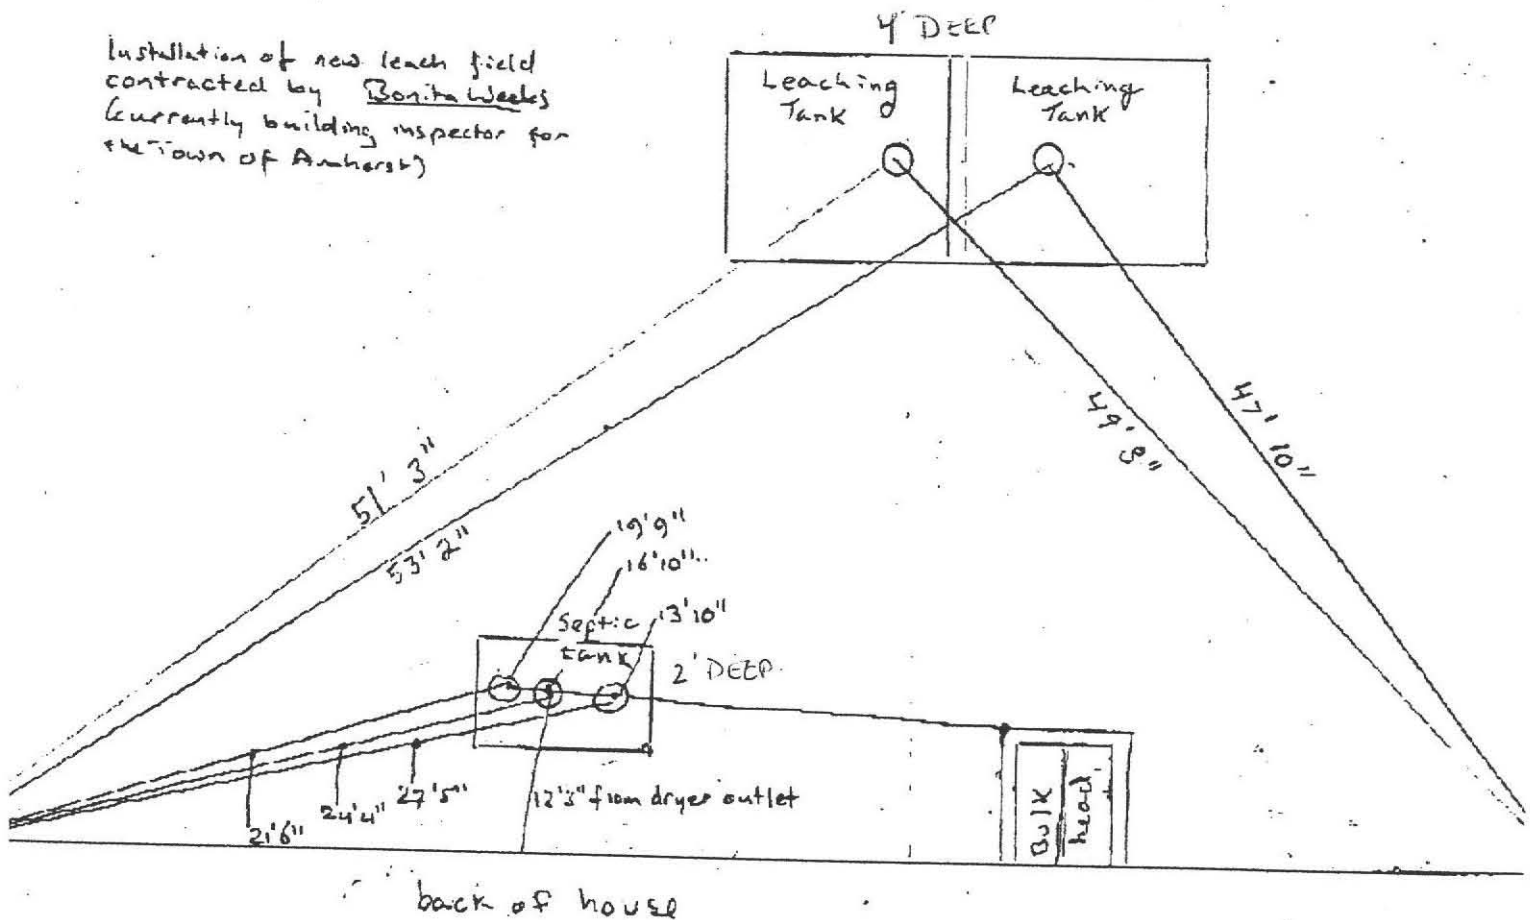 4' DEEP
Installation of new leach field
contracted by Bonita Weeks
(currently building inspector for
the Town of Amherst)
Leaching
Tank
Leaching
Tank
47' 10"
49' 8"
51' 3"
53' 2"
19'9"
16'10"
13'10"
Septic
tank
2' DEEP
27'5"
24'4"
21'6"
12'3" from dryer outlet
Bulk
head
back of house